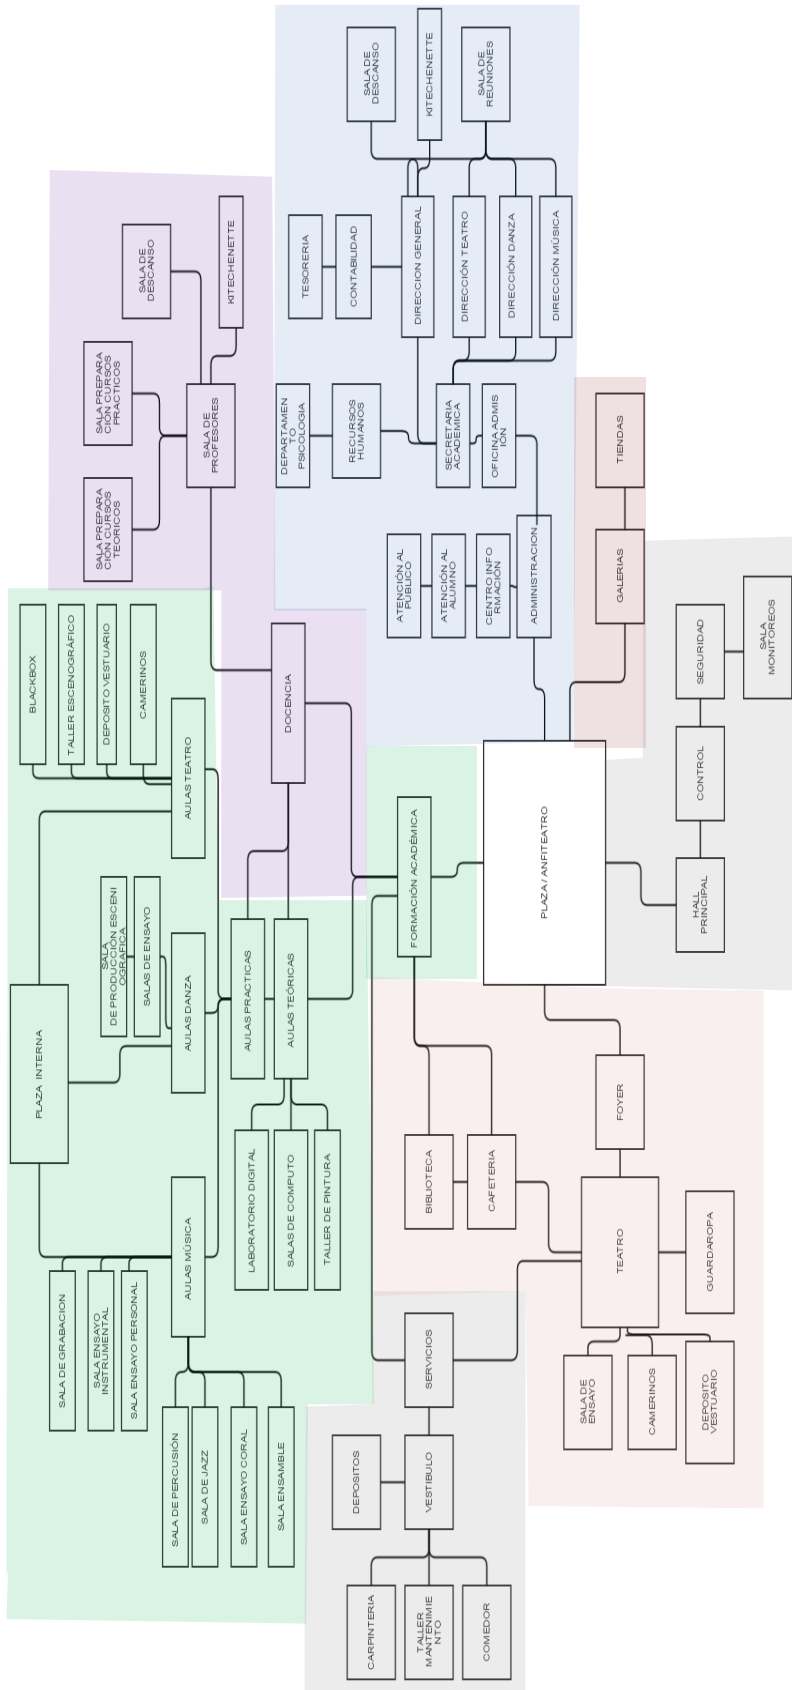 PLAZA INTERNA
SALA DE GRABACION
SALA ENSAYO
INSTRUMENTAL
SALA ENSAYO PERSONAL
AULAS MÚSICA
SALA DE PERCUSIÓN
SALA DE JAZZ
SALA ENSAYO CORAL
SALA ENSAMBLE
SALA
DE PRODUCCIÓN ESCENI
OGRAFICA
SALAS DE ENSAYO
AULAS DANZA
BLACKBOX
TALLER ESCENOGRÁFICO
DEPOSITO VESTUARIO
CAMERINOS
AULAS TEATRO
AULAS PRACTICAS
AULAS TEÓRICAS
LABORATORIO DIGITAL
SALAS DE COMPUTO
TALLER DE PINTURA
SALA PREPARA
CIÓN CURSOS
TEORICOS
SALA PREPARA
CIÓN CURSOS
PRACTICOS
SALA DE
DESCANSO
SALA DE
PROFESORES
KITECHENETTE
DOCENCIA
FORMACIÓN ACADÉMICA
DEPARTAMEN
TO
PSICOLOGIA
RECURSOS
HUMANOS
TESORERIA
CONTABILIDAD
DIRECCION GENERAL
SALA DE
DESCANSO
KITECHENETTE
SALA DE
REUNIONES
DIRECCIÓN TEATRO
DIRECCIÓN DANZA
DIRECCIÓN MÚSICA
SECRETARIA
ACADEMICA
OFICINA ADMIS
IÓN
ATENCIÓN AL
PUBLICO
ATENCIÓN AL
ALUMNO
CENTRO INFO
RMACIÓN
ADMINISTRACION
DEPOSITOS
SERVICIOS
VESTIBULO
CARPINTERIA
TALLER
MANTENIMIE
NTO
COMEDOR
BIBLIOTECA
CAFETERIA
PLAZA / ANFITEATRO
FOYER
TEATRO
SALA DE
ENSAYO
CAMERINOS
DEPOSITO
VESTUARIO
GUARDAROPA
GALERIAS
TIENDAS
HALL
PRINCIPAL
CONTROL
SEGURIDAD
SALA
MONITOREOS